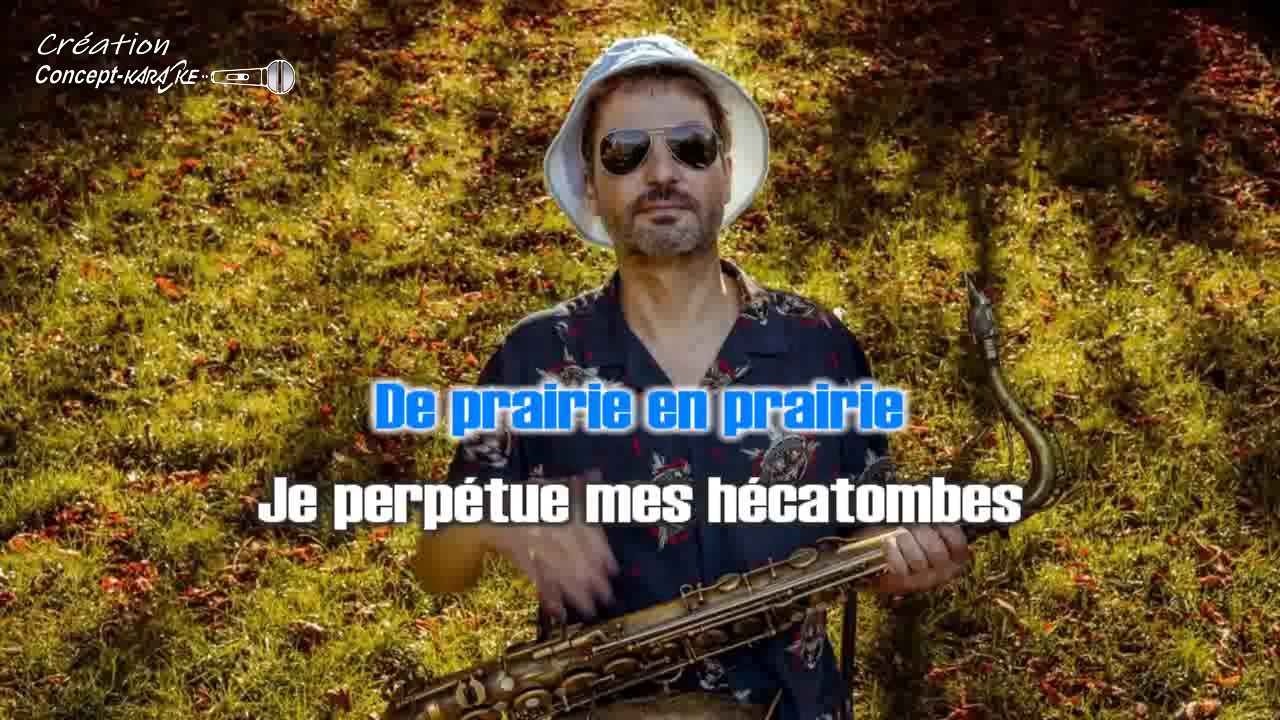 Création
Concept-KARAOKE
De prairie en prairie
Je perpétue mes hécatombes